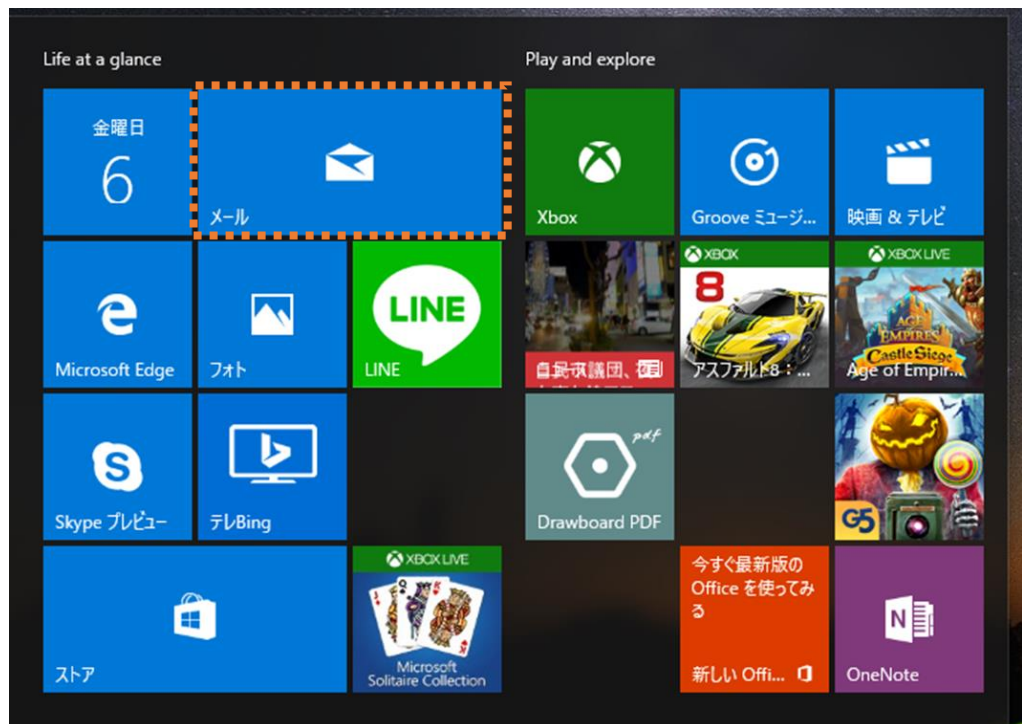 Life at a glance
金曜日
6
メール
Microsoft Edge
フォト
LINE
LINE
Skype プレビュー
テレBing
ストア
XBOX LIVE
Microsoft
Solitaire Collection
Play and explore
Xbox
Groove ミュージ...
映画 & テレビ
XBOX
8
アスファルト8：...
XBOX LIVE
AGE OF
EMPIRES
Castle Siege
Age of Empir...
pdf
Drawboard PDF
G5
今すぐ最新版の
Office を使ってみ
る
新しい Offi...
N
OneNote